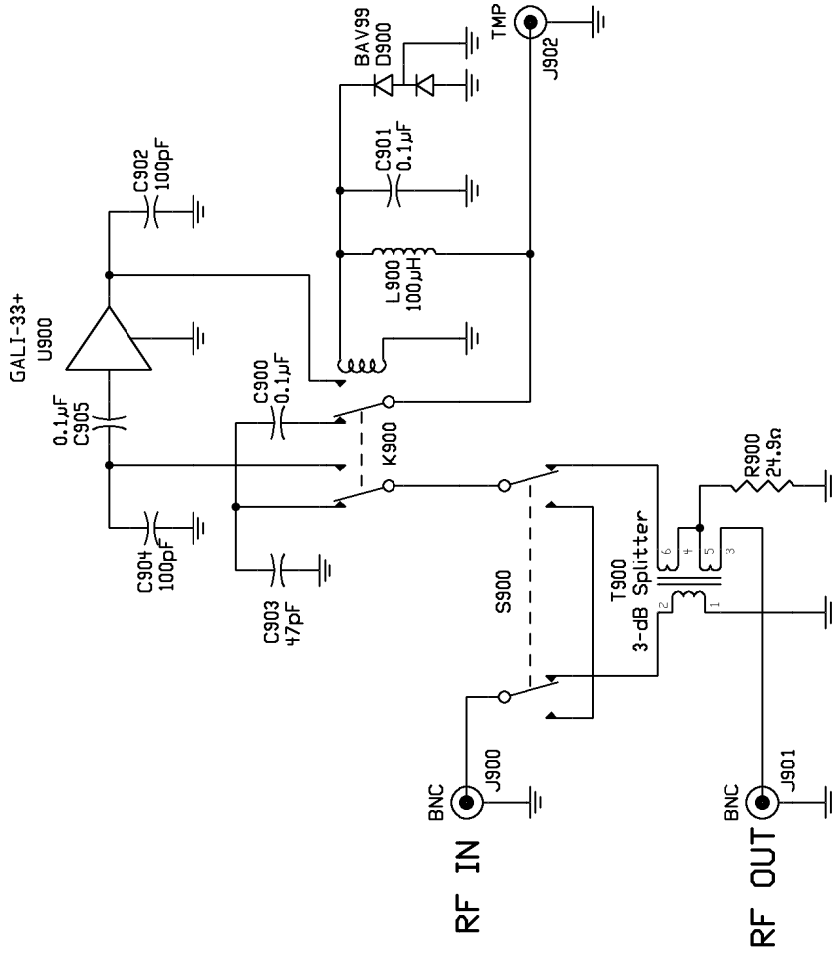 GALI-33+
U900
0.1µF
C905
C902
100pF
C904
100pF
C903
47pF
C900
0.1µF
K900
L900
100µH
C901
0.1µF
BAV99
D900
TMP
J902
S900
T900
3-dB Splitter
2
1
6
4
5
3
R900
24.9Ω
BNC
J900
RF IN
BNC
J901
RF OUT